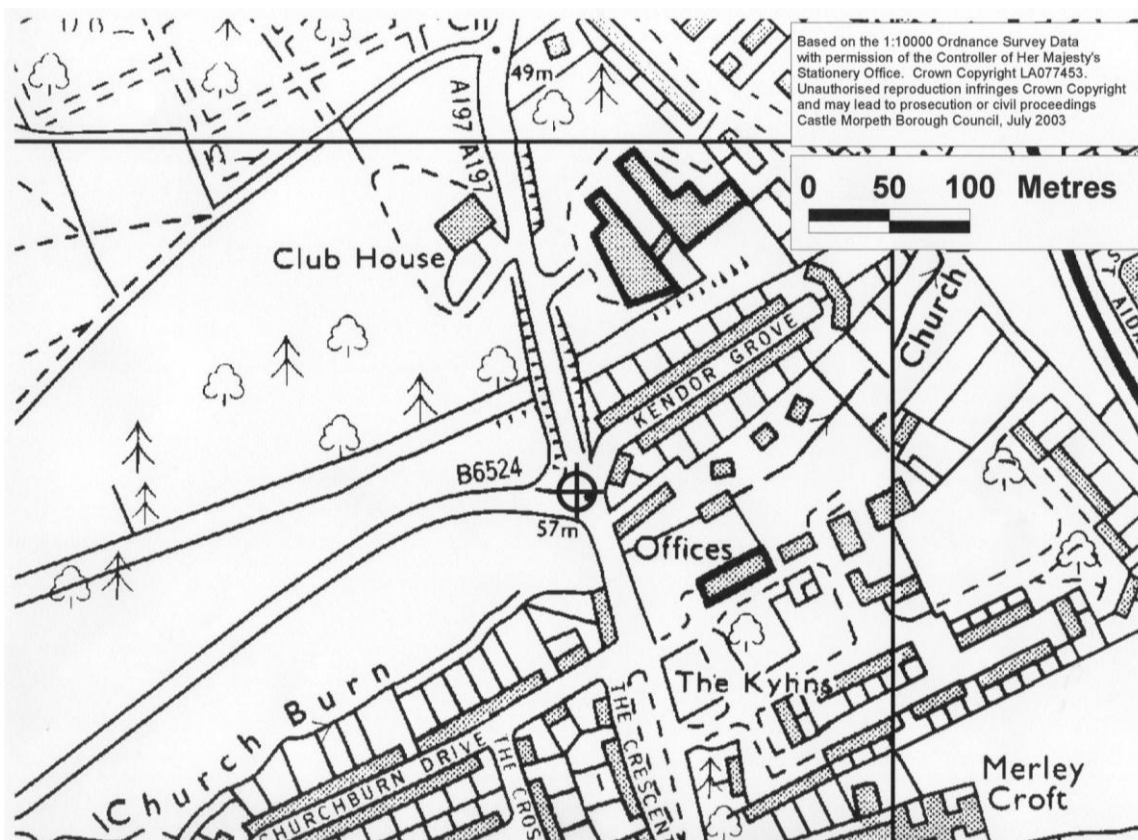 Based on the 1:10000 Ordnance Survey Data
with permission of the Controller of Her Majesty's
Stationery Office. Crown Copyright LA077453.
Unauthorised reproduction infringes Crown Copyright
and may lead to prosecution or civil proceedings
Castle Morpeth Borough Council, July 2003
49m
A197
A197
0 50 100 Metres
Club House
Church
KENDOR GROVE
B6524
57m
Offices
The Kylins
Church Burn
CHURCHBURN DRIVE
THE CRESCENT
Merley
Croft